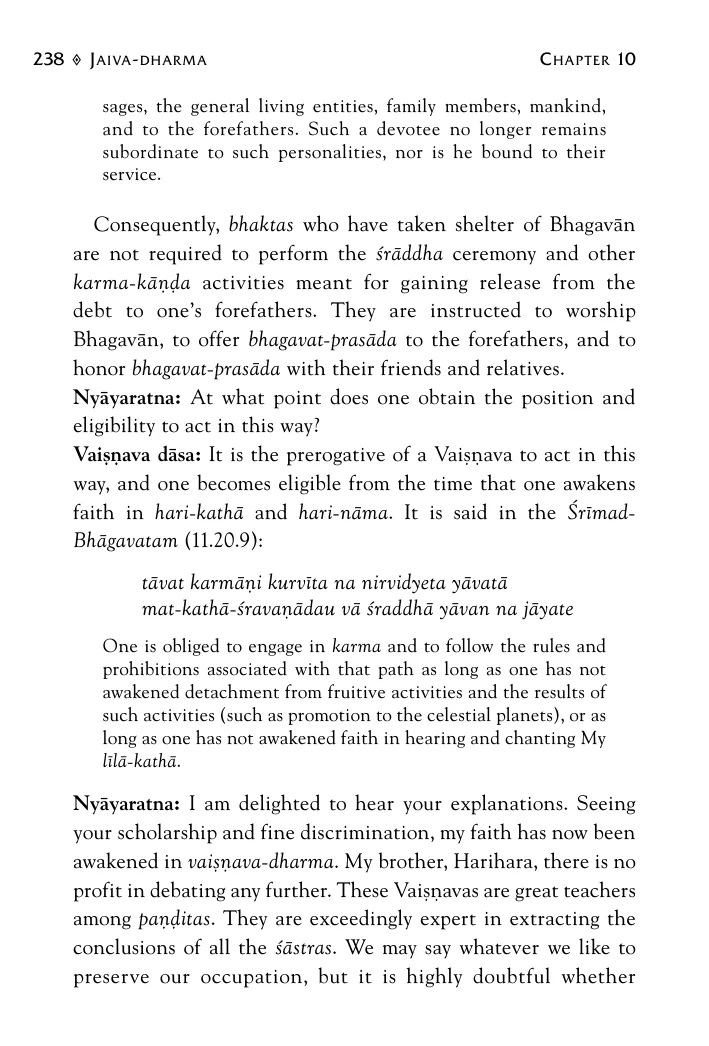 238 ◊ Jaiva-dharma Chapter 10
sages, the general living entities, family members, mankind,
and to the forefathers. Such a devotee no longer remains
subordinate to such personalities, nor is he bound to their
service.
Consequently, bhaktas who have taken shelter of Bhagavān
are not required to perform the śrāddha ceremony and other
karma-kāṇḍa activities meant for gaining release from the
debt to one’s forefathers. They are instructed to worship
Bhagavān, to offer bhagavat-prasāda to the forefathers, and to
honor bhagavat-prasāda with their friends and relatives.
Nyāyaratna: At what point does one obtain the position and
eligibility to act in this way?
Vaiṣṇava dāsa: It is the prerogative of a Vaiṣṇava to act in this
way, and one becomes eligible from the time that one awakens
faith in hari-kathā and hari-nāma. It is said in the Śrīmad-
Bhāgavatam (11.20.9):
tāvat karmāṇi kurvīta na nirvidyeta yāvatā
mat-kathā-śravaṇādau vā śraddhā yāvan na jāyate
One is obliged to engage in karma and to follow the rules and
prohibitions associated with that path as long as one has not
awakened detachment from fruitive activities and the results of
such activities (such as promotion to the celestial planets), or as
long as one has not awakened faith in hearing and chanting My
līlā-kathā.
Nyāyaratna: I am delighted to hear your explanations. Seeing
your scholarship and fine discrimination, my faith has now been
awakened in vaiṣṇava-dharma. My brother, Harihara, there is no
profit in debating any further. These Vaiṣṇavas are great teachers
among paṇḍitas. They are exceedingly expert in extracting the
conclusions of all the śāstras. We may say whatever we like to
preserve our occupation, but it is highly doubtful whether